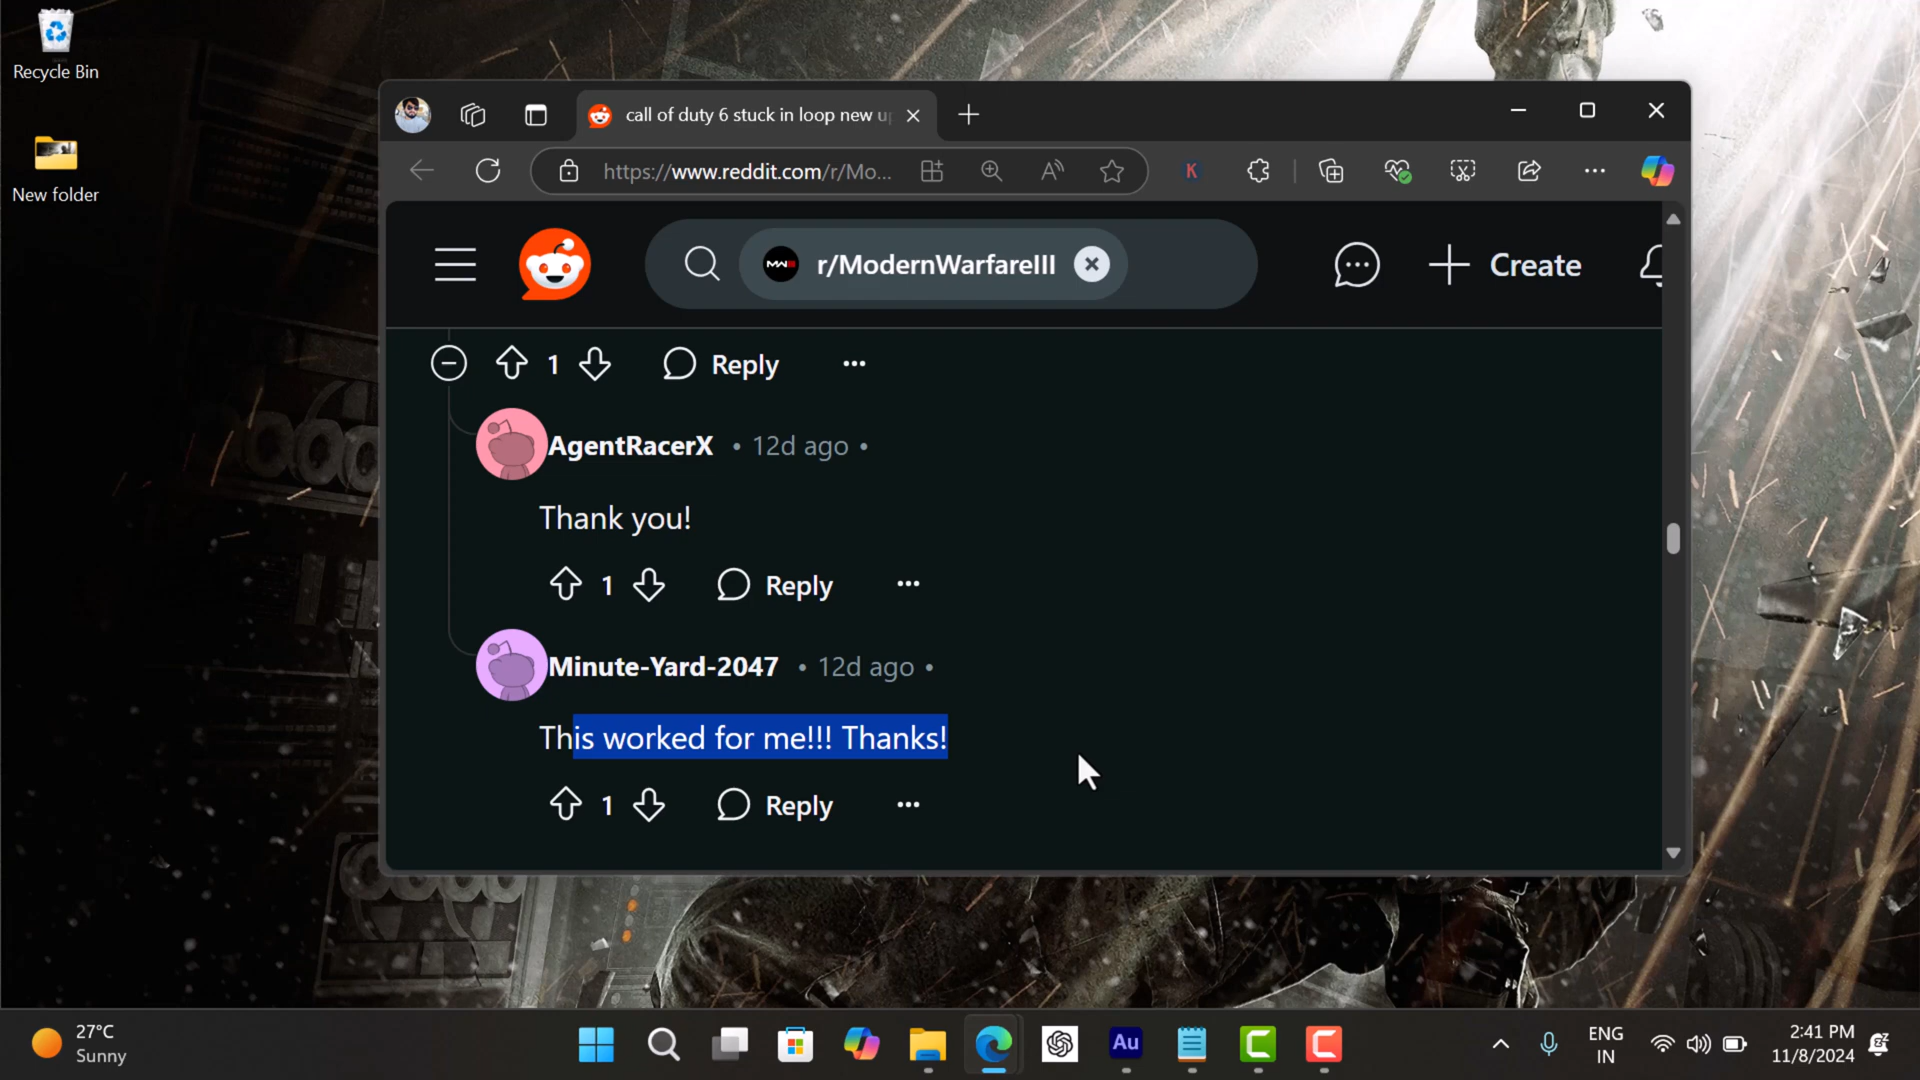 Recycle Bin
New folder
call of duty 6 stuck in loop new u
https://www.reddit.com/r/Mo...
K
r/ModernWarfareIII
Create
1
Reply
AgentRacerX • 12d ago •
Thank you!
1
Reply
Minute-Yard-2047 • 12d ago •
This worked for me!!! Thanks!
1
Reply
27°C
Sunny
Au
ENG
IN
2:41 PM
11/8/2024